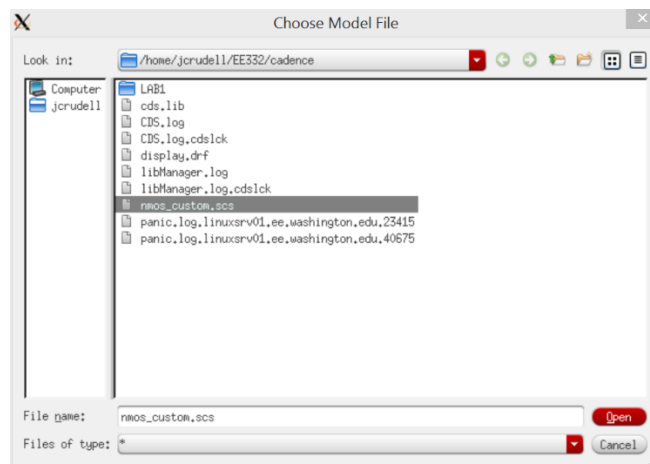 Choose Model File
Look in: /home/jcrudell/EE332/cadence
Computer
jcrudell
LAB1
cds.lib
CDS.log
CDS.log.cdslck
display.drf
libManager.log
libManager.log.cdslck
nmos_custom.scs
panic.log.linuxsrv01.ee.washington.edu.23415
panic.log.linuxsrv01.ee.washington.edu.40675
File name: nmos_custom.scs Open
Files of type: * Cancel